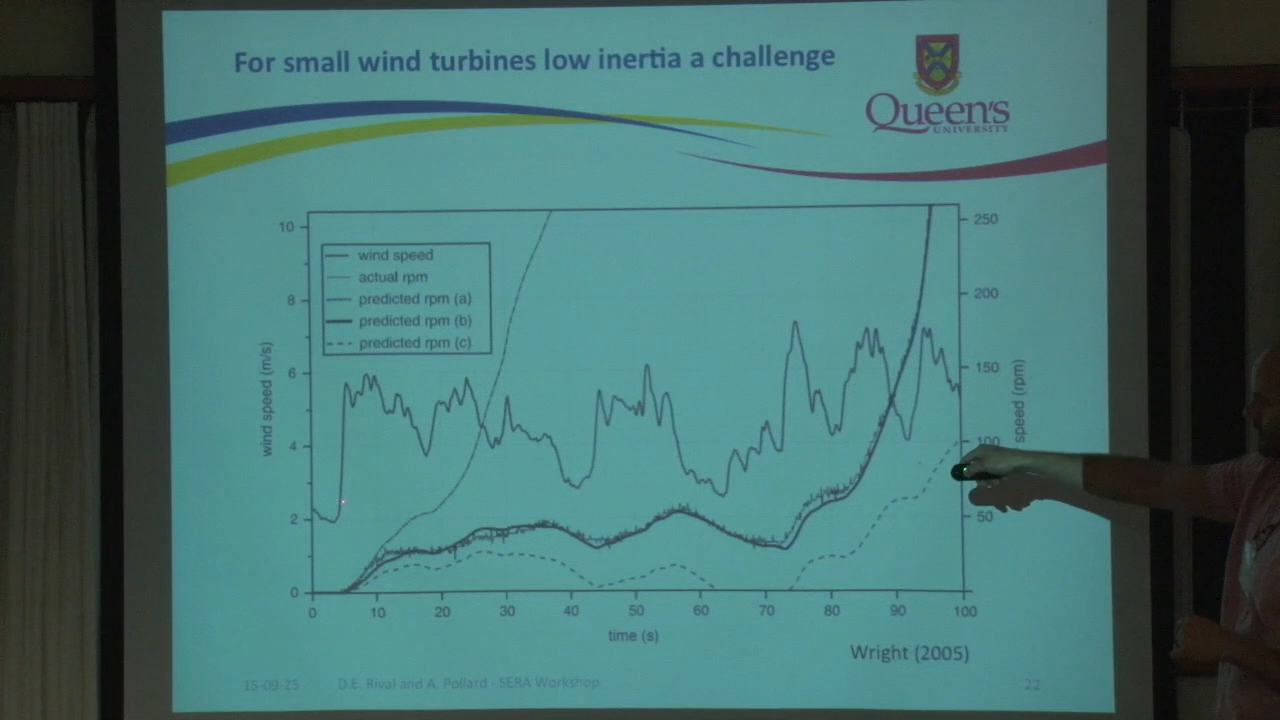 For small wind turbines low inertia a challenge
Queen's
UNIVERSITY
10
8
6
4
2
0
wind speed (m/s)
wind speed
actual rpm
predicted rpm (a)
predicted rpm (b)
predicted rpm (c)
250
200
150
100
50
speed (rpm)
0 10 20 30 40 50 60 70 80 90 100
time (s)
Wright (2005)
15-09-25 D.E. Rival and A. Pollard - SERA Workshop 22